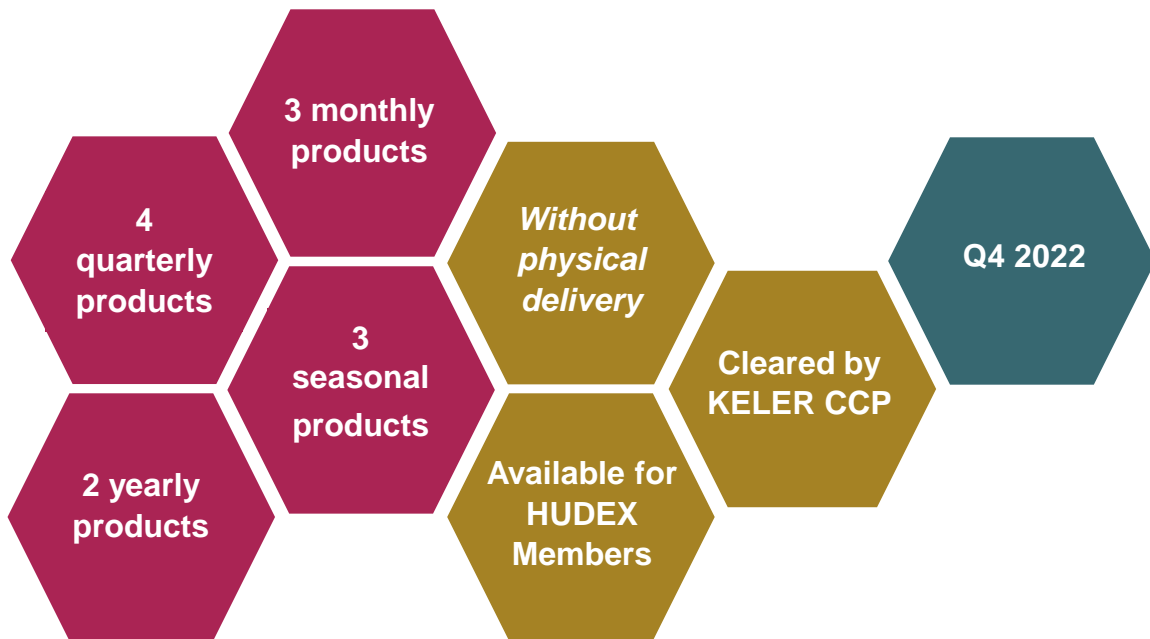 3 monthly
products
4
quarterly
products
3
seasonal
products
2 yearly
products
Without
physical
delivery
Available for
HUDEX
Members
Cleared by
KELER CCP
Q4 2022